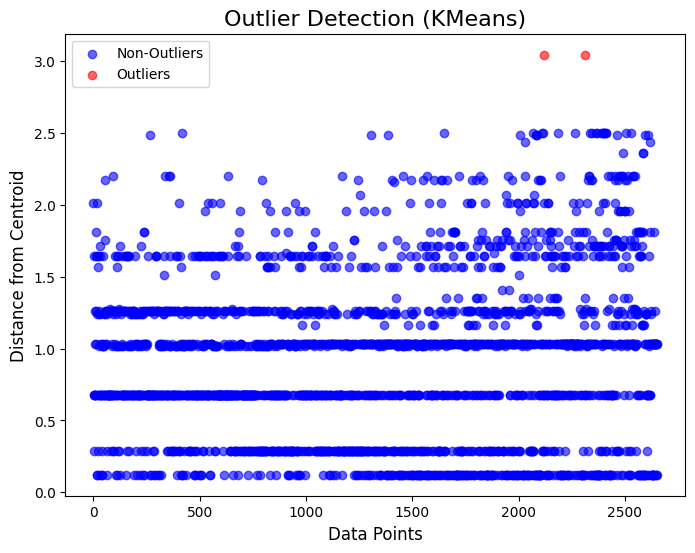 Outlier Detection (KMeans)
Non-Outliers
Outliers
Distance from Centroid
3.0
2.5
2.0
1.5
1.0
0.5
0.0
0 500 1000 1500 2000 2500
Data Points